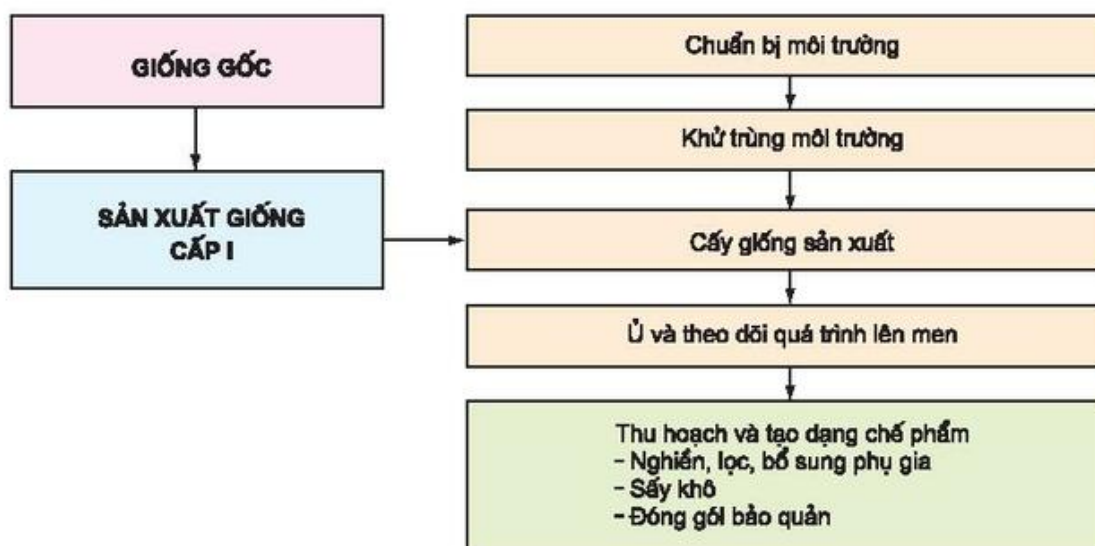 GIỐNG GỐC
SẢN XUẤT GIỐNG
CẤP I
Chuẩn bị môi trường
Khử trùng môi trường
Cấy giống sản xuất
Ủ và theo dõi quá trình lên men
Thu hoạch và tạo dạng chế phẩm
- Nghiền, lọc, bổ sung phụ gia
- Sấy khô
- Đóng gói bảo quản